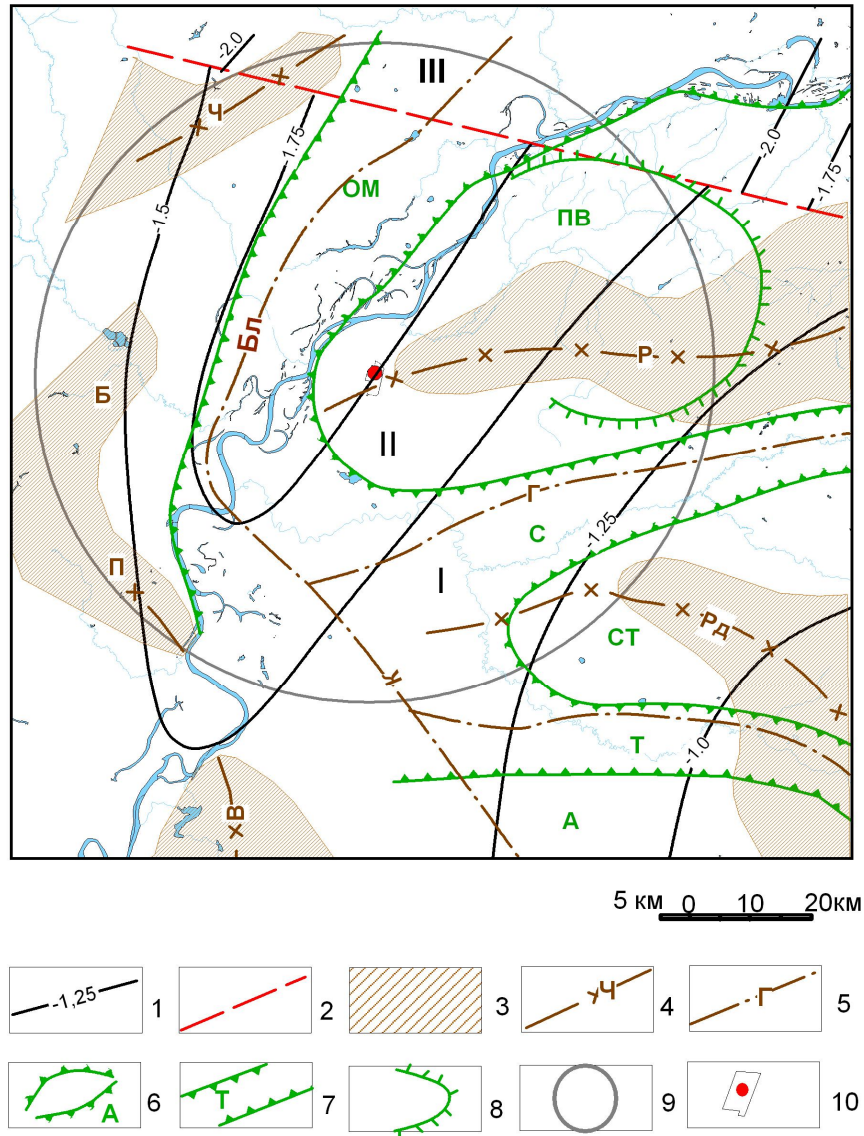 -2.0
III
Ч
1.75
-2.0
-1.75
ОМ
-1.5
ПВ
БЛ
Р
Б
II
Г
-1.25
С
П
I
Рд
СТ
К
Т
-1.0
В
А
5 км 0 10 20км
-1,25 1
2
3
Ч 4
Г 5
А 6
Т 7
8
9
10